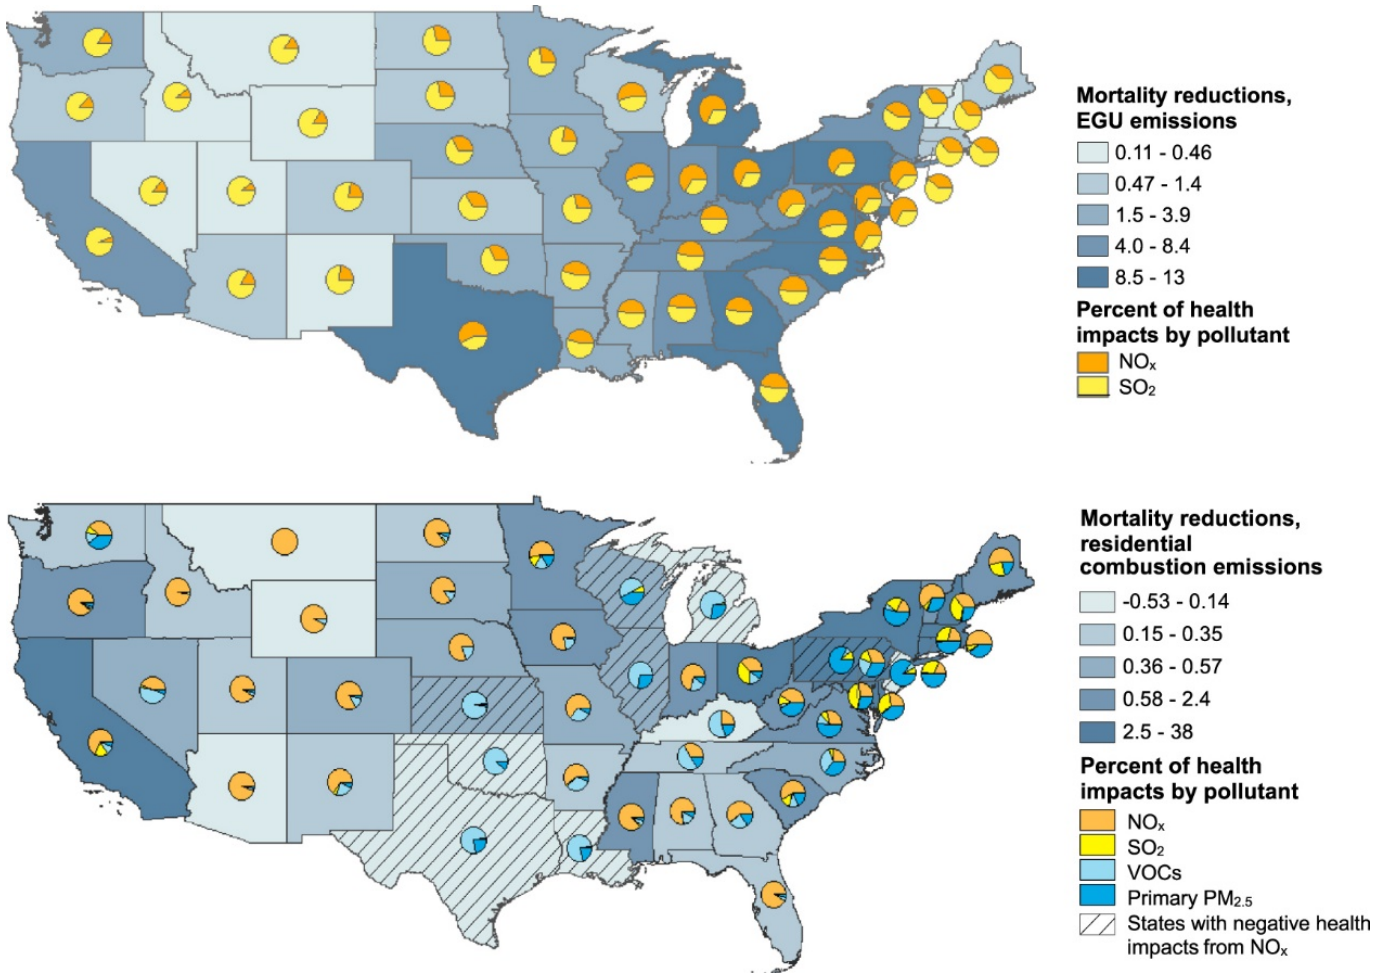 Mortality reductions,
EGU emissions
0.11 - 0.46
0.47 - 1.4
1.5 - 3.9
4.0 - 8.4
8.5 - 13
Percent of health
impacts by pollutant
NOₓ
SO₂
Mortality reductions,
residential
combustion emissions
-0.53 - 0.14
0.15 - 0.35
0.36 - 0.57
0.58 - 2.4
2.5 - 38
Percent of health
impacts by pollutant
NOₓ
SO₂
VOCs
Primary PM₂.₅
States with negative health
impacts from NOₓ